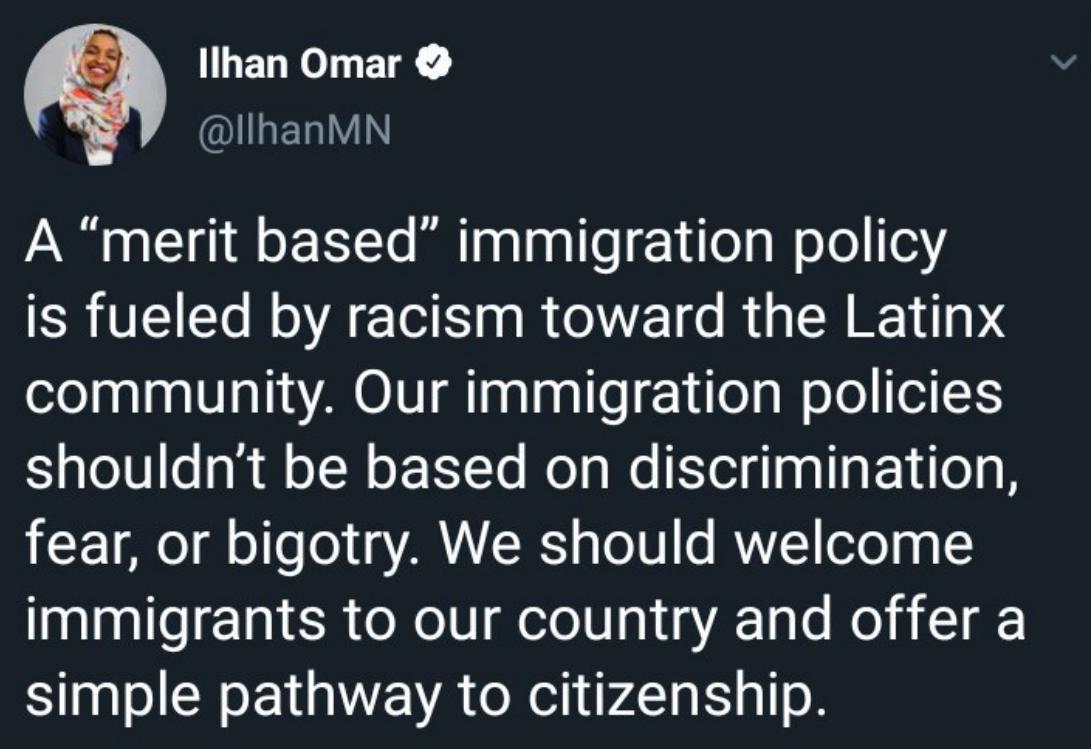 Ilhan Omar
@IlhanMN
A “merit based” immigration policy
is fueled by racism toward the Latinx
community. Our immigration policies
shouldn’t be based on discrimination,
fear, or bigotry. We should welcome
immigrants to our country and offer a
simple pathway to citizenship.